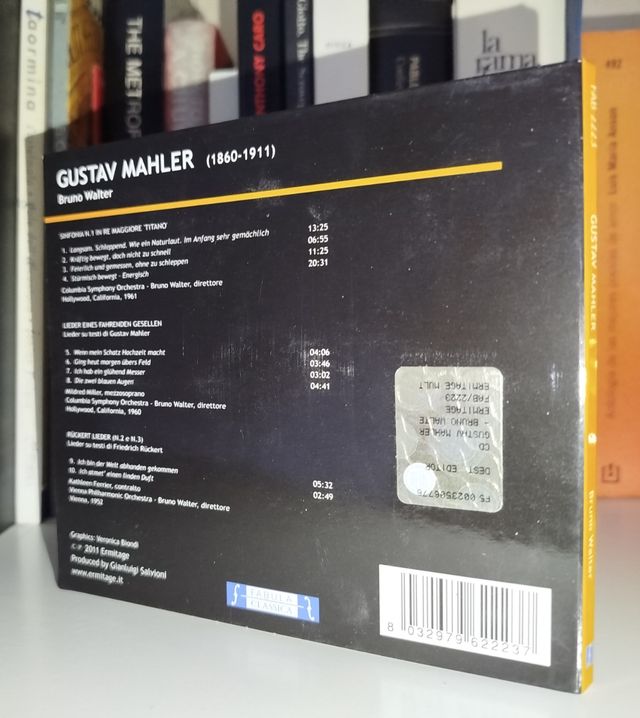 taormina
THE METROP
ANTHONY CARO
la
rama
492
GUSTAV MAHLER (1860-1911)
Bruno Walter
SINFONIA N.1 IN RE MAGGIORE 'TITANO'
1. Langsam. Schleppend. Wie ein Naturlaut. Im Anfang sehr gemächlich 13:25
2. Kräftig bewegt, doch nicht zu schnell 06:55
3. Feierlich und gemessen, ohne zu schleppen 11:25
4. Stürmisch bewegt - Energisch 20:31
Columbia Symphony Orchestra - Bruno Walter, direttore
Hollywood, California, 1961
LIEDER EINES FAHRENDEN GESELLEN
Lieder su testi di Gustav Mahler
5. Wenn mein Schatz Hochzeit macht 04:06
6. Ging heut morgen übers Feld 03:46
7. Ich hab ein glühend Messer 03:02
8. Die zwei blauen Augen 04:41
Mildred Miller, mezzosoprano
Columbia Symphony Orchestra - Bruno Walter, direttore
Hollywood, California, 1960
RÜCKERT LIEDER (N.2 e N.3)
Lieder su testi di Friedrich Rückert
9. Ich bin der Welt abhanden gekommen 05:32
10. Ich atmet' einen linden Duft 02:49
Kathleen Ferrier, contralto
Vienna Philharmonic Orchestra - Bruno Walter, direttore
Vienna, 1952
Graphics: Veronica Biondi
© ℗ 2011 Ermitage
Produced by Gianluigi Salvioni
www.ermitage.it
FABULA
CLASSICA
DEST EDITOR
CD
GUSTAV MAHLER
- BRUNO WALTE
ERMITAGE
FAB/2223
ERMITAGE MULT
8 032979 622237
FAB 2223
GUSTAV MAHLER
Bruno Walter